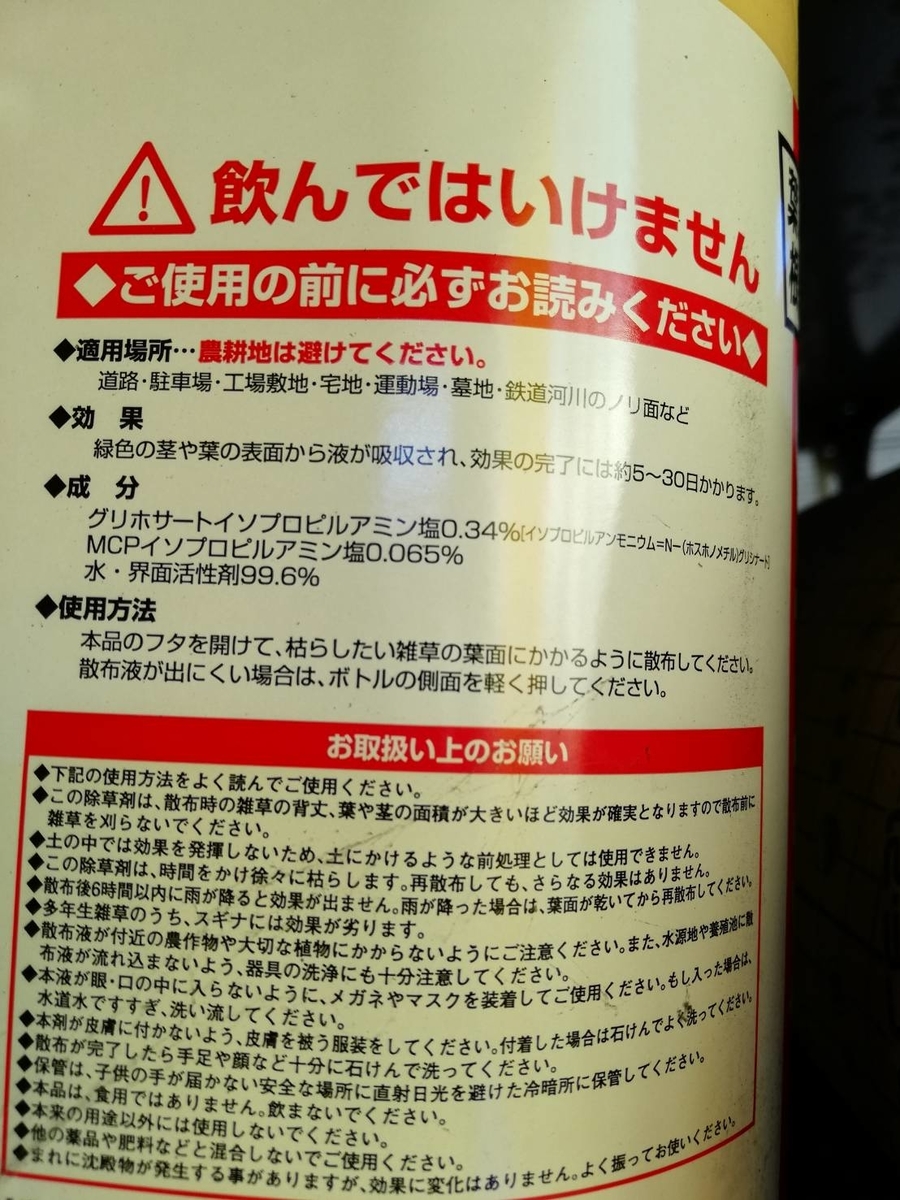 飲んではいけません
◆ご使用の前に必ずお読みください◆
◆適用場所…農耕地は避けてください。
道路・駐車場・工場敷地・宅地・運動場・墓地・鉄道河川のノリ面など
◆効 果
緑色の茎や葉の表面から液が吸収され、効果の完了には約5〜30日かかります。
◆成 分
グリホサートイソプロピルアミン塩0.34%[イソプロピルアンモニウム=N−(ホスホノメチル)グリシナート]
MCPイソプロピルアミン塩0.065%
水・界面活性剤99.6%
◆使用方法
本品のフタを開けて、枯らしたい雑草の葉面にかかるように散布してください。
散布液が出にくい場合は、ボトルの側面を軽く押してください。
お取扱い上のお願い
◆下記の使用方法をよく読んでご使用ください。
◆この除草剤は、散布時の雑草の背丈、葉や茎の面積が大きいほど効果が確実となりますので散布前に
雑草を刈らないでください。
◆土の中では効果を発揮しないため、土にかけるような前処理としては使用できません。
◆この除草剤は、時間をかけ徐々に枯らします。再散布しても、さらなる効果はありません。
◆散布後6時間以内に雨が降ると効果が出ません。雨が降った場合は、葉面が乾いてから再散布してください。
◆多年生雑草のうち、スギナには効果が劣ります。
◆散布液が付近の農作物や大切な植物にかからないようにご注意ください。また、水源地や養殖池に散
布液が流れ込まないよう、器具の洗浄にも十分注意してください。
◆本液が眼・口の中に入らないように、メガネやマスクを装着してご使用ください。もし入った場合は、
水道水ですすぎ、洗い流してください。
◆本剤が皮膚に付かないよう、皮膚を被う服装をしてください。付着した場合は石けんでよく洗ってください。
◆散布が完了したら手足や顔など十分に石けんで洗ってください。
◆保管は、子供の手が届かない安全な場所に直射日光を避けた冷暗所に保管してください。
◆本品は、食用ではありません。飲まないでください。
◆本来の用途以外には使用しないでください。
◆他の薬品や肥料などと混合しないでご使用ください。
◆まれに沈殿物が発生する事がありますが、効果に変化はありません。よく振ってお使いください。